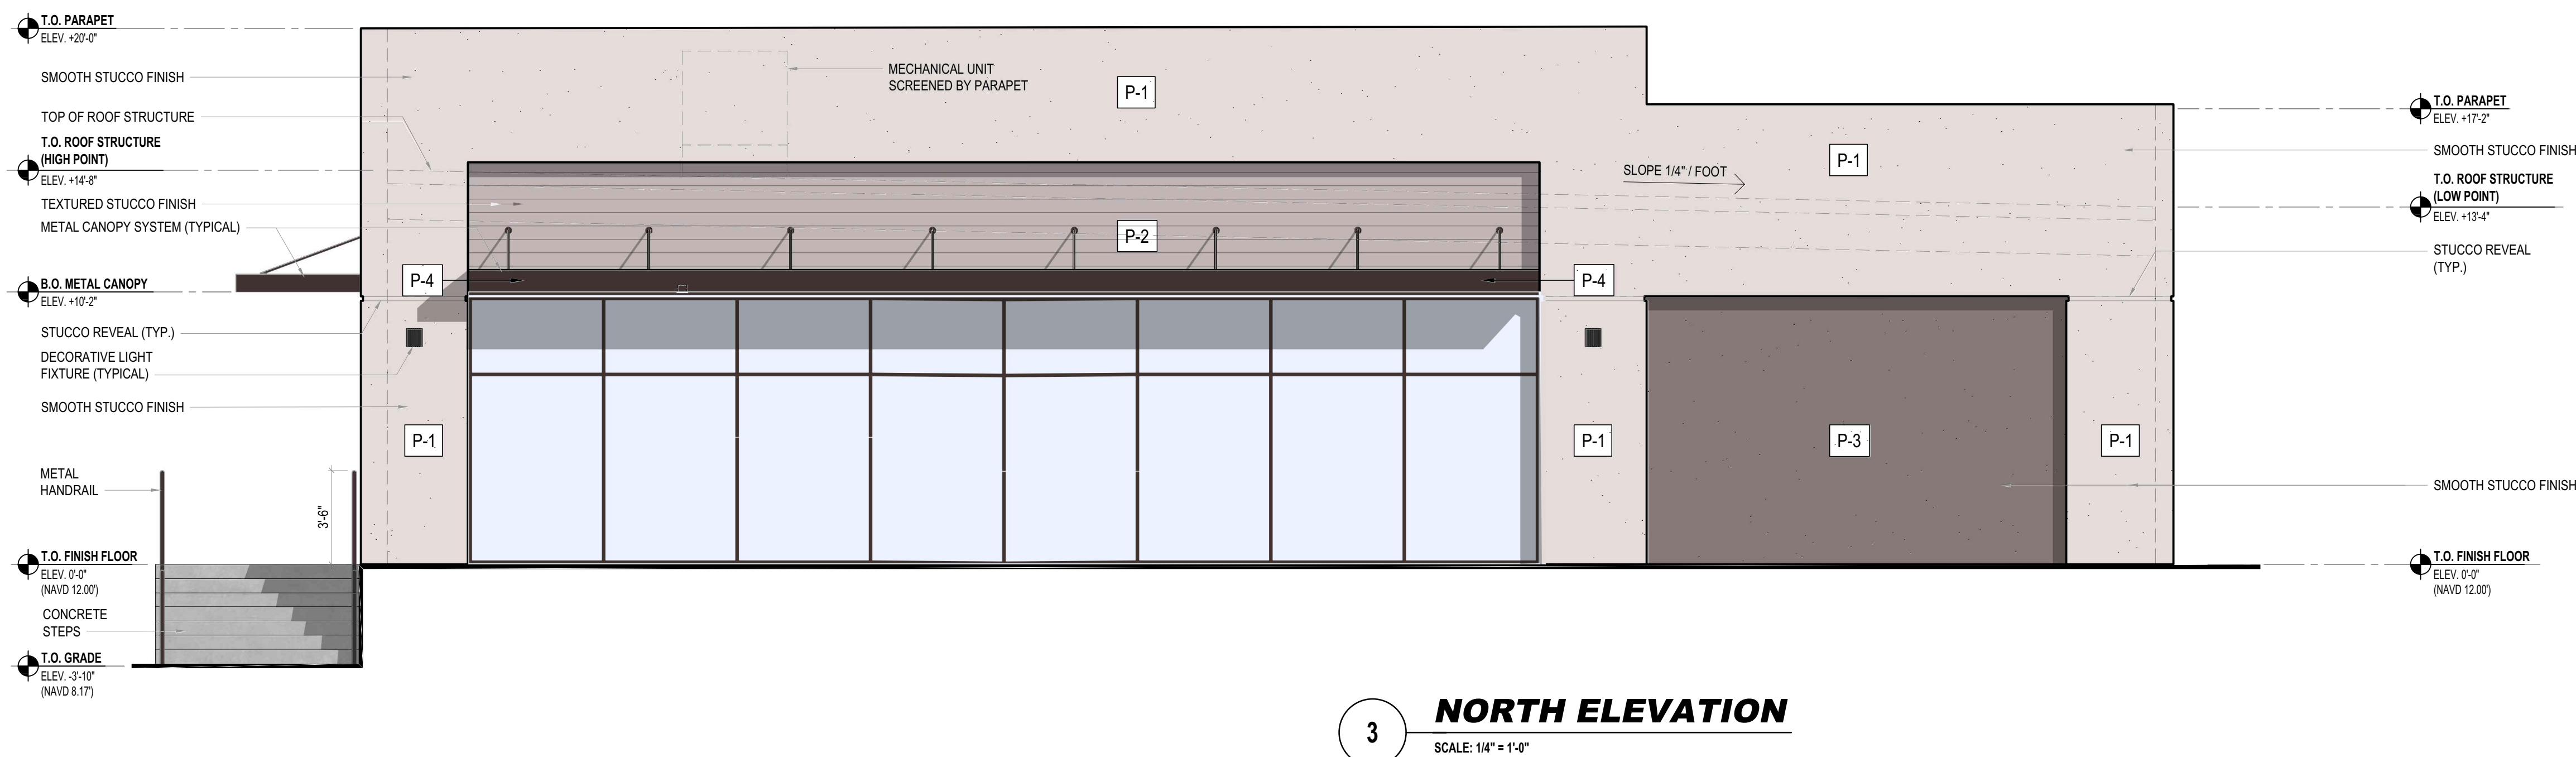 T.O. PARAPET
ELEV. +20'-0"
SMOOTH STUCCO FINISH
TOP OF ROOF STRUCTURE
T.O. ROOF STRUCTURE
(HIGH POINT)
ELEV. +14'-8"
TEXTURED STUCCO FINISH
METAL CANOPY SYSTEM (TYPICAL)
B.O. METAL CANOPY
ELEV. +10'-2"
STUCCO REVEAL (TYP.)
DECORATIVE LIGHT
FIXTURE (TYPICAL)
SMOOTH STUCCO FINISH
METAL
HANDRAIL
3'-6"
T.O. FINISH FLOOR
ELEV. 0'-0"
(NAVD 12.00')
CONCRETE
STEPS
T.O. GRADE
ELEV. -3'-10"
(NAVD 8.17')
MECHANICAL UNIT
SCREENED BY PARAPET
P-1
P-2
P-4
P-4
P-1
P-1
SLOPE 1/4" / FOOT
P-1
P-3
P-1
T.O. PARAPET
ELEV. +17'-2"
SMOOTH STUCCO FINISH
T.O. ROOF STRUCTURE
(LOW POINT)
ELEV. +13'-4"
STUCCO REVEAL
(TYP.)
SMOOTH STUCCO FINISH
T.O. FINISH FLOOR
ELEV. 0'-0"
(NAVD 12.00')
3
NORTH ELEVATION
SCALE: 1/4" = 1'-0"